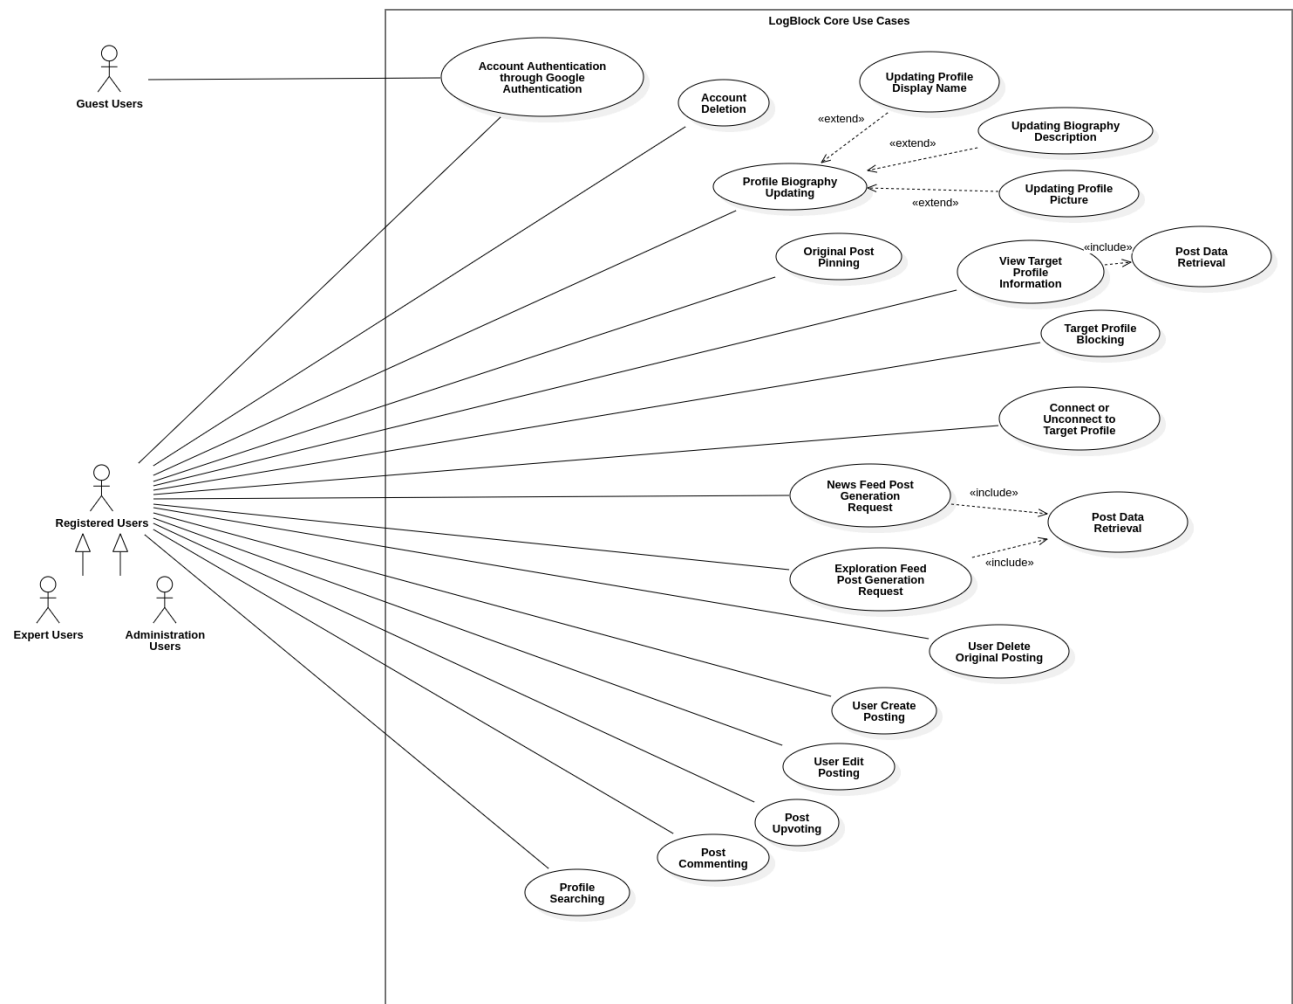 LogBlock Core Use Cases
Guest Users
Account Authentication
through Google
Authentication
Account
Deletion
Updating Profile
Display Name
«extend»
Updating Biography
Description
«extend»
Profile Biography
Updating
Updating Profile
Picture
«extend»
Original Post
Pinning
View Target
Profile
Information
«include»
Post Data
Retrieval
Target Profile
Blocking
Connect or
Unconnect to
Target Profile
News Feed Post
Generation
Request
«include»
Post Data
Retrieval
Registered Users
Exploration Feed
Post Generation
Request
«include»
Expert Users
Administration
Users
User Delete
Original Posting
User Create
Posting
User Edit
Posting
Post
Upvoting
Post
Commenting
Profile
Searching